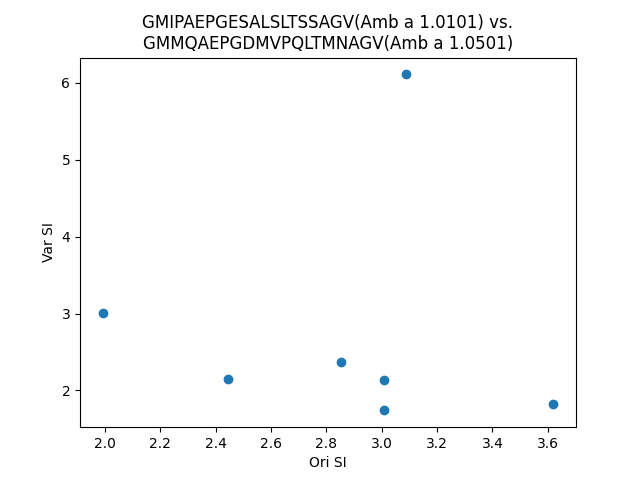 GMIPAEPGESALSLTSSAGV(Amb a 1.0101) vs.
GMMQAEPGDMVPQLTMNAGV(Amb a 1.0501)
6
5
4
3
2
Var SI
2.0 2.2 2.4 2.6 2.8 3.0 3.2 3.4 3.6
Ori SI